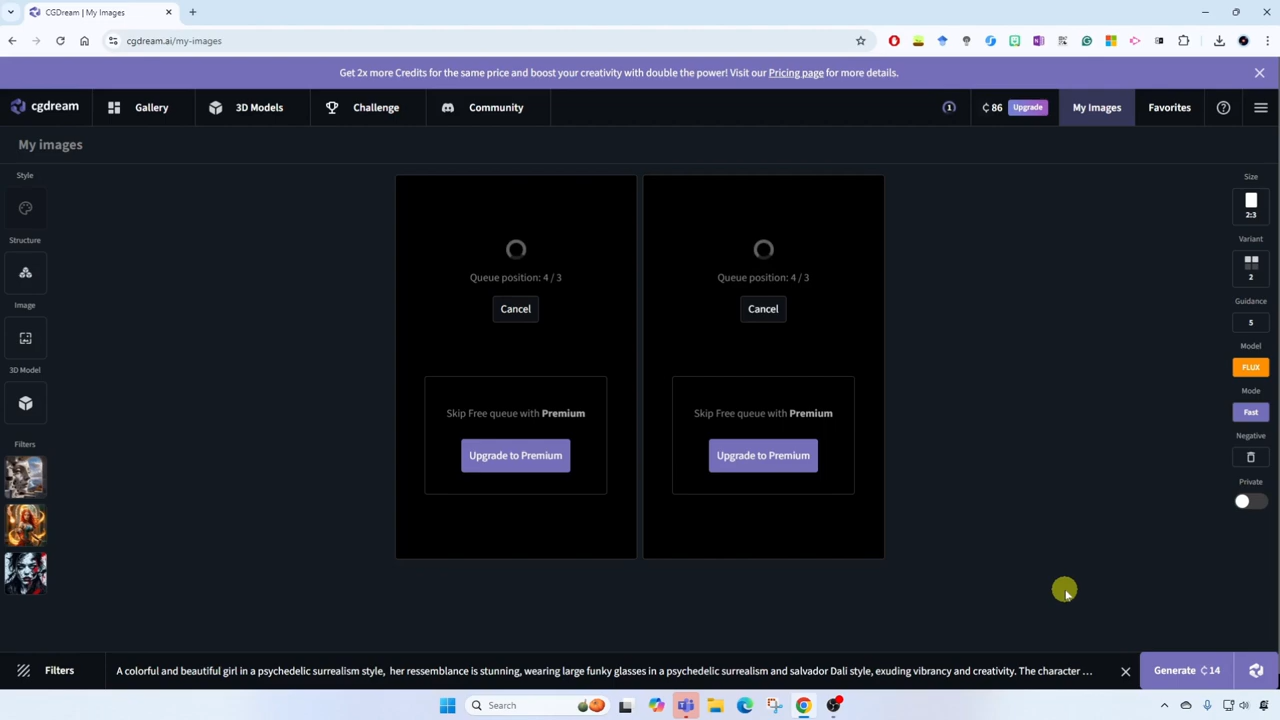 CGDream | My Images
cgdream.ai/my-images
Get 2x more Credits for the same price and boost your creativity with double the power! Visit our Pricing page for more details.
cgdream
Gallery
3D Models
Challenge
Community
1
₵ 86
Upgrade
My Images
Favorites
My images
Style
Structure
Image
3D Model
Filters
Queue position: 4 / 3
Cancel
Skip Free queue with Premium
Upgrade to Premium
Queue position: 4 / 3
Cancel
Skip Free queue with Premium
Upgrade to Premium
Size
2:3
Variant
2
Guidance
5
Model
FLUX
Mode
Fast
Negative
Private
Filters
A colorful and beautiful girl in a psychedelic surrealism style, her ressemblance is stunning, wearing large funky glasses in a psychedelic surrealism and salvador Dali style, exuding vibrancy and creativity. The character ...
Generate ₵ 14
Search